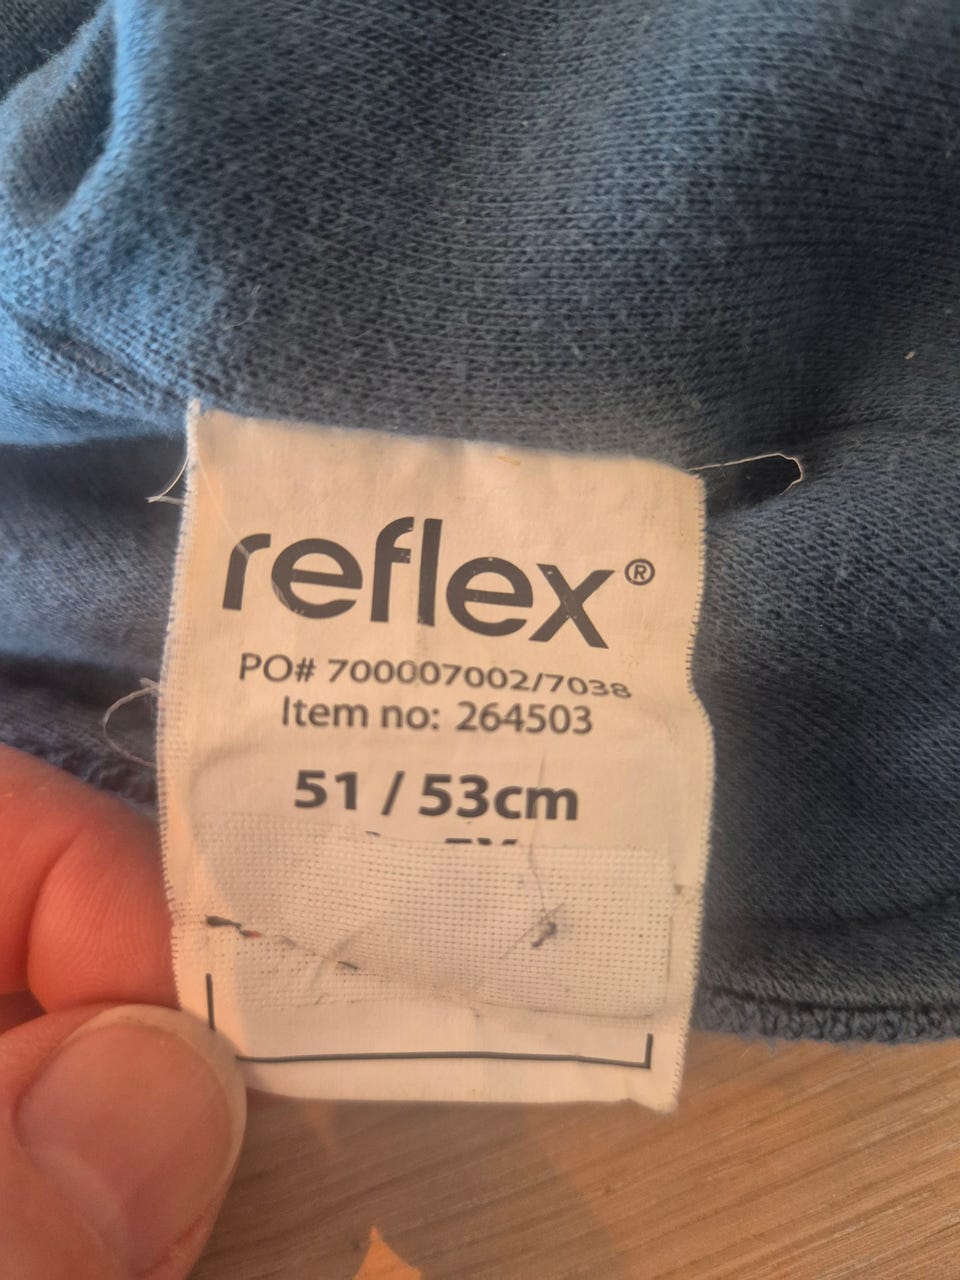 reflex®
PO# 700007002/7038
Item no: 264503
51 / 53cm